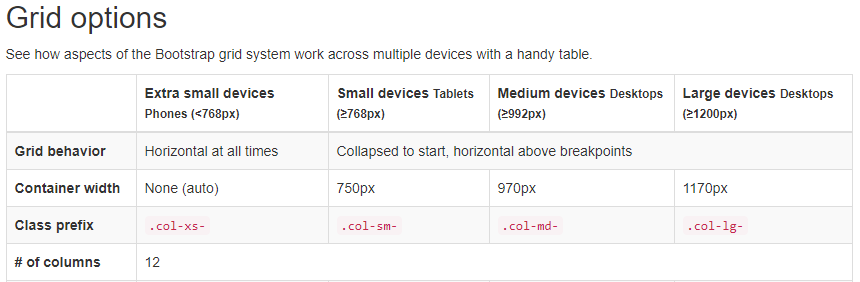 Grid options
See how aspects of the Bootstrap grid system work across multiple devices with a handy table.
Extra small devices Small devices Tablets Medium devices Desktops Large devices Desktops
Phones (<768px) (≥768px) (≥992px) (≥1200px)
Grid behavior Horizontal at all times Collapsed to start, horizontal above breakpoints
Container width None (auto) 750px 970px 1170px
Class prefix .col-xs- .col-sm- .col-md- .col-lg-
# of columns 12